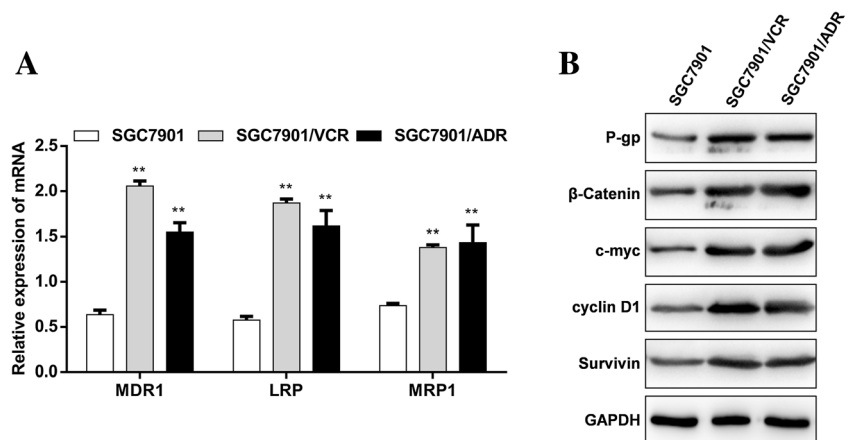 A
SGC7901 SGC7901/VCR SGC7901/ADR
Relative expression of mRNA
2.5
2.0
1.5
1.0
0.5
0.0
** ** ** ** ** **
MDR1 LRP MRP1
B
SGC7901 SGC7901/VCR SGC7901/ADR
P-gp
β-Catenin
c-myc
cyclin D1
Survivin
GAPDH